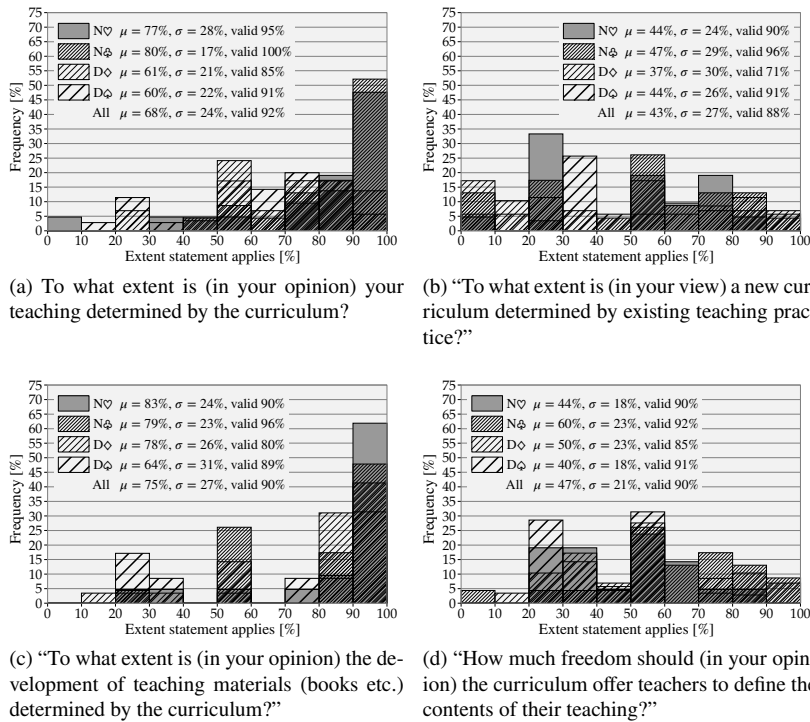 75
70
65
60
55
50
45
40
35
30
25
20
15
10
5
0
Frequency [%]
N♡ μ = 77%, σ = 28%, valid 95%
N♣ μ = 80%, σ = 17%, valid 100%
D♢ μ = 61%, σ = 21%, valid 85%
D♠ μ = 60%, σ = 22%, valid 91%
All μ = 68%, σ = 24%, valid 92%
0 10 20 30 40 50 60 70 80 90 100
Extent statement applies [%]
(a) To what extent is (in your opinion) your
teaching determined by the curriculum?
75
70
65
60
55
50
45
40
35
30
25
20
15
10
5
0
Frequency [%]
N♡ μ = 44%, σ = 24%, valid 90%
N♣ μ = 47%, σ = 29%, valid 96%
D♢ μ = 37%, σ = 30%, valid 71%
D♠ μ = 44%, σ = 26%, valid 91%
All μ = 43%, σ = 27%, valid 88%
0 10 20 30 40 50 60 70 80 90 100
Extent statement applies [%]
(b) “To what extent is (in your view) a new cur
riculum determined by existing teaching prac
tice?”
75
70
65
60
55
50
45
40
35
30
25
20
15
10
5
0
Frequency [%]
N♡ μ = 83%, σ = 24%, valid 90%
N♣ μ = 79%, σ = 23%, valid 96%
D♢ μ = 78%, σ = 26%, valid 80%
D♠ μ = 64%, σ = 31%, valid 89%
All μ = 75%, σ = 27%, valid 90%
0 10 20 30 40 50 60 70 80 90 100
Extent statement applies [%]
(c) “To what extent is (in your opinion) the de-
velopment of teaching materials (books etc.)
determined by the curriculum?”
75
70
65
60
55
50
45
40
35
30
25
20
15
10
5
0
Frequency [%]
N♡ μ = 44%, σ = 18%, valid 90%
N♣ μ = 60%, σ = 23%, valid 92%
D♢ μ = 50%, σ = 23%, valid 85%
D♠ μ = 40%, σ = 18%, valid 91%
All μ = 47%, σ = 21%, valid 90%
0 10 20 30 40 50 60 70 80 90 100
Extent statement applies [%]
(d) “How much freedom should (in your opin
ion) the curriculum offer teachers to define the
contents of their teaching?”